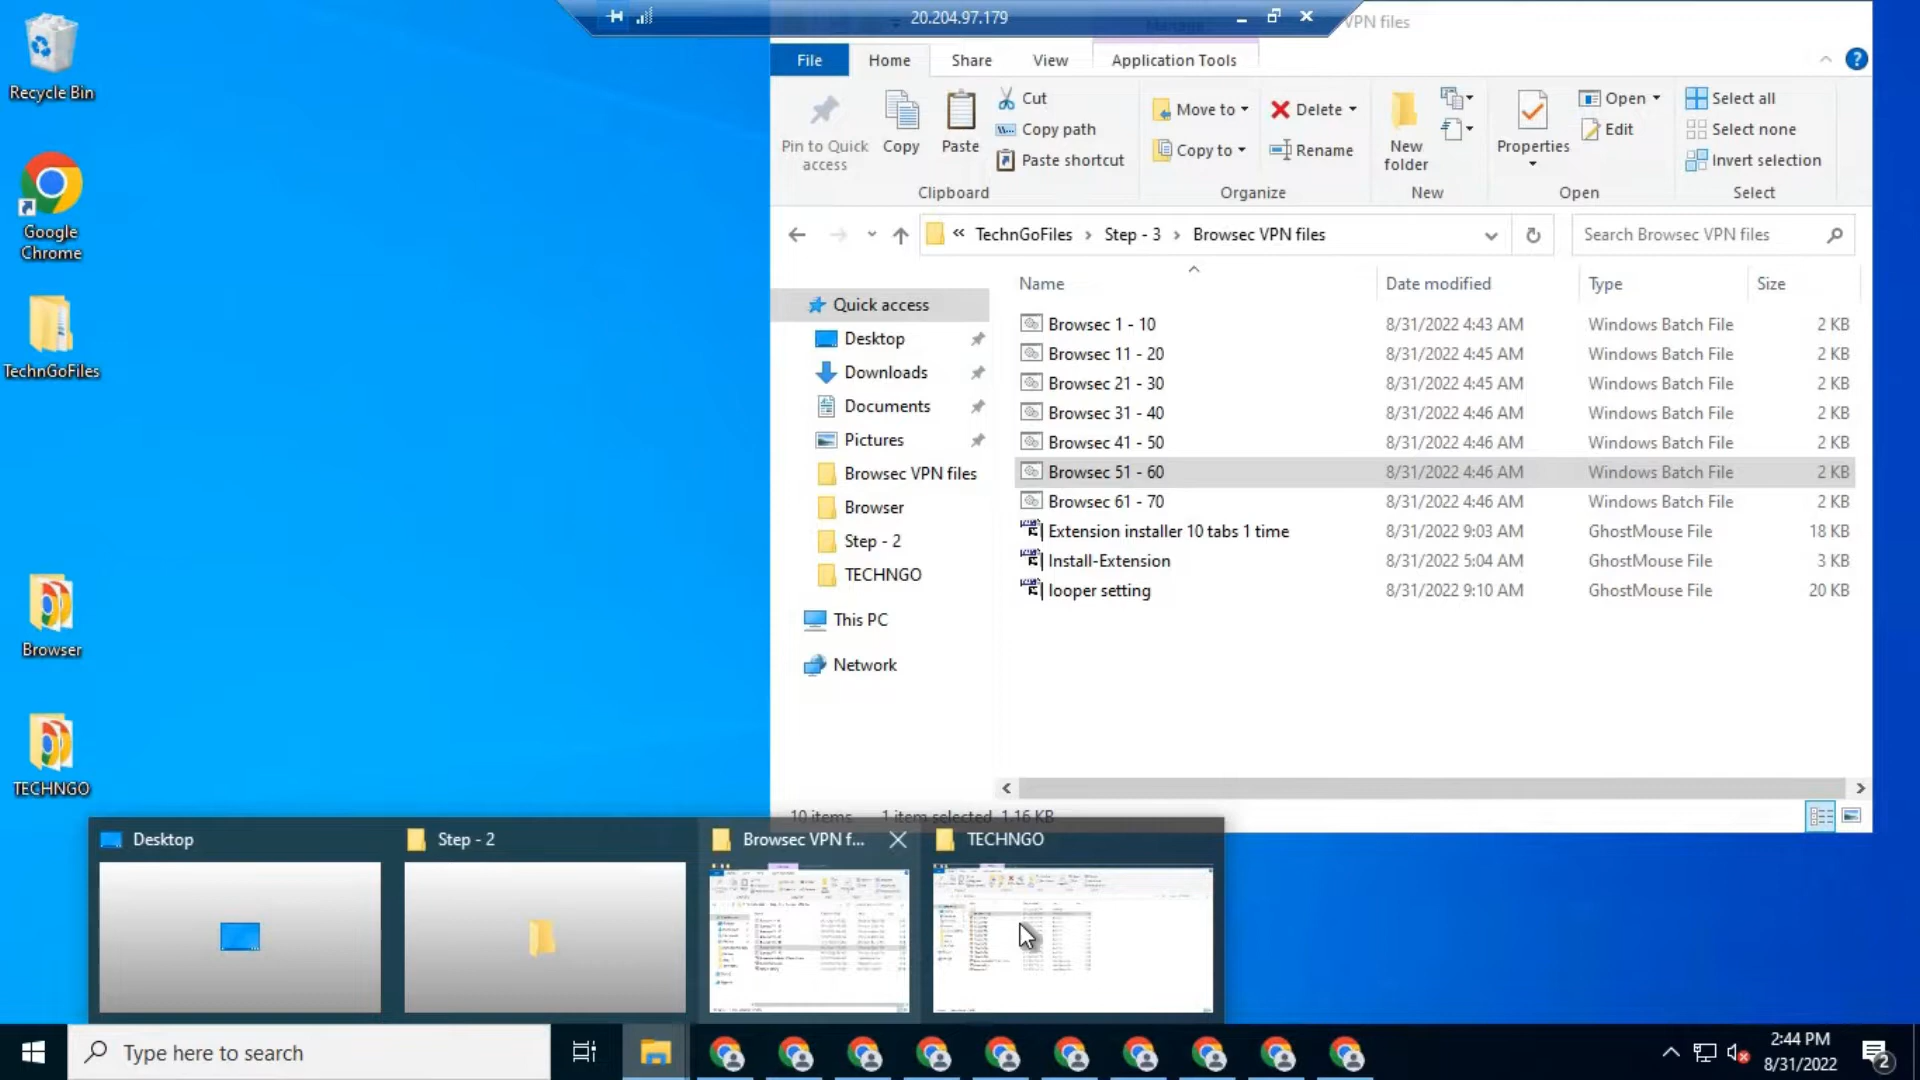 20.204.97.179
VPN files
File
Home
Share
View
Application Tools
Pin to Quick access
Copy
Paste
Cut
Copy path
Paste shortcut
Clipboard
Move to
Copy to
Delete
Rename
Organize
New folder
New
Properties
Open
Edit
Open
Select all
Select none
Invert selection
Select
« TechnGoFiles › Step - 3 › Browsec VPN files
Search Browsec VPN files
Name
Date modified
Type
Size
Browsec 1 - 10 8/31/2022 4:43 AM Windows Batch File 2 KB
Browsec 11 - 20 8/31/2022 4:45 AM Windows Batch File 2 KB
Browsec 21 - 30 8/31/2022 4:45 AM Windows Batch File 2 KB
Browsec 31 - 40 8/31/2022 4:46 AM Windows Batch File 2 KB
Browsec 41 - 50 8/31/2022 4:46 AM Windows Batch File 2 KB
Browsec 51 - 60 8/31/2022 4:46 AM Windows Batch File 2 KB
Browsec 61 - 70 8/31/2022 4:46 AM Windows Batch File 2 KB
Extension installer 10 tabs 1 time 8/31/2022 9:03 AM GhostMouse File 18 KB
Install-Extension 8/31/2022 5:04 AM GhostMouse File 3 KB
looper setting 8/31/2022 9:10 AM GhostMouse File 20 KB
Quick access
Desktop
Downloads
Documents
Pictures
Browsec VPN files
Browser
Step - 2
TECHNGO
This PC
Network
10 items 1 item selected 1.16 KB
Recycle Bin
Google Chrome
TechnGoFiles
Browser
TECHNGO
Desktop
Step - 2
Browsec VPN f...
TECHNGO
Type here to search
2:44 PM
8/31/2022
2